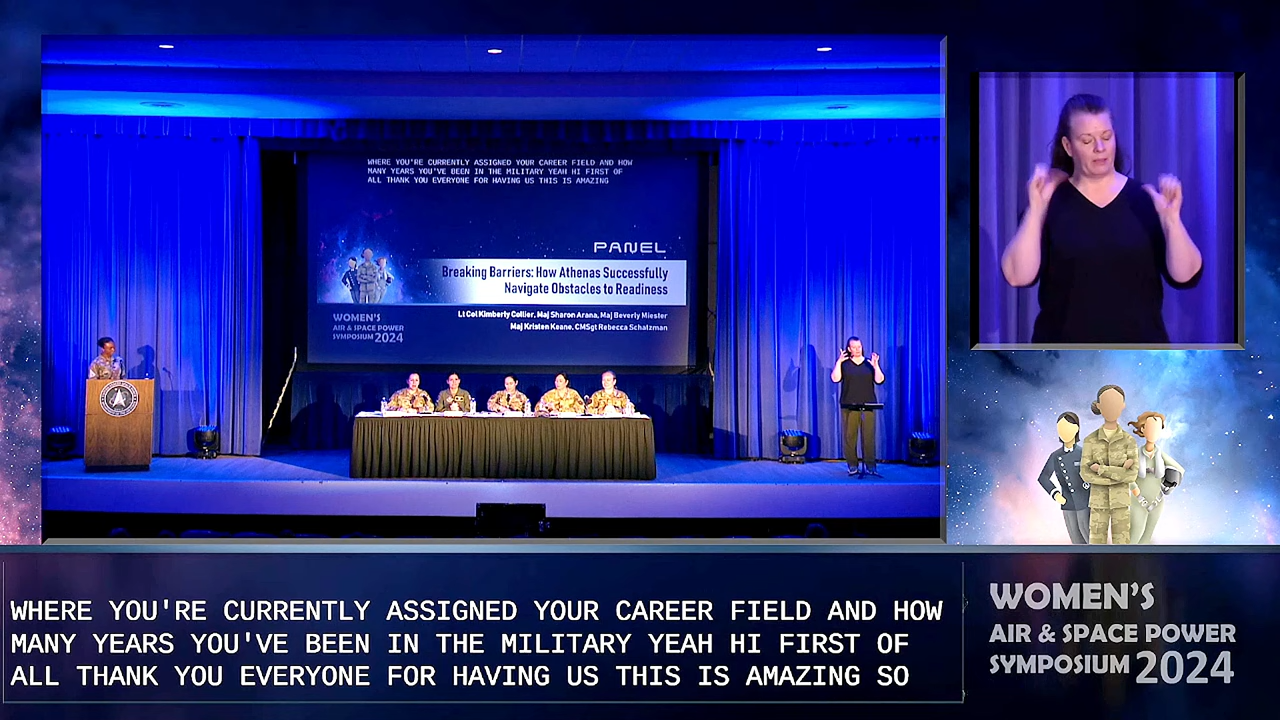 WHERE YOU'RE CURRENTLY ASSIGNED YOUR CAREER FIELD AND HOW
MANY YEARS YOU'VE BEEN IN THE MILITARY YEAH HI FIRST OF
ALL THANK YOU EVERYONE FOR HAVING US THIS IS AMAZING
PANEL
Breaking Barriers: How Athenas Successfully
Navigate Obstacles to Readiness
Lt Col Kimberly Collier, Maj Sharon Arana, Maj Beverly Miester
Maj Kristen Keane, CMSgt Rebecca Schatzman
WOMEN'S
AIR & SPACE POWER
SYMPOSIUM 2024
WHERE YOU'RE CURRENTLY ASSIGNED YOUR CAREER FIELD AND HOW
MANY YEARS YOU'VE BEEN IN THE MILITARY YEAH HI FIRST OF
ALL THANK YOU EVERYONE FOR HAVING US THIS IS AMAZING SO
WOMEN'S
AIR & SPACE POWER
SYMPOSIUM 2024